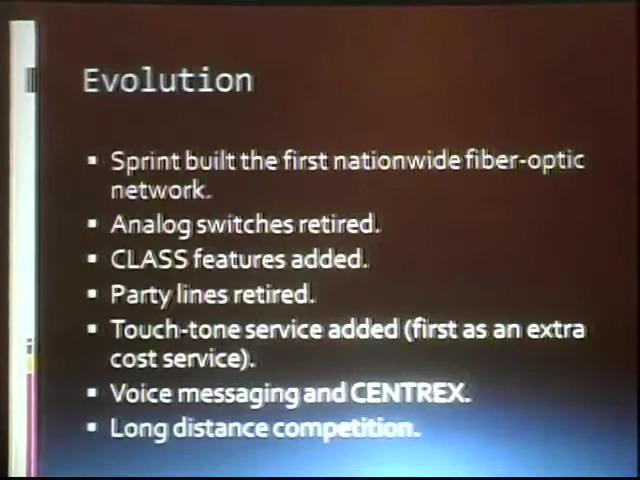 Evolution
▪ Sprint built the first nationwide fiber-optic
network.
▪ Analog switches retired.
▪ CLASS features added.
▪ Party lines retired.
▪ Touch-tone service added (first as an extra
cost service).
▪ Voice messaging and CENTREX.
▪ Long distance competition.